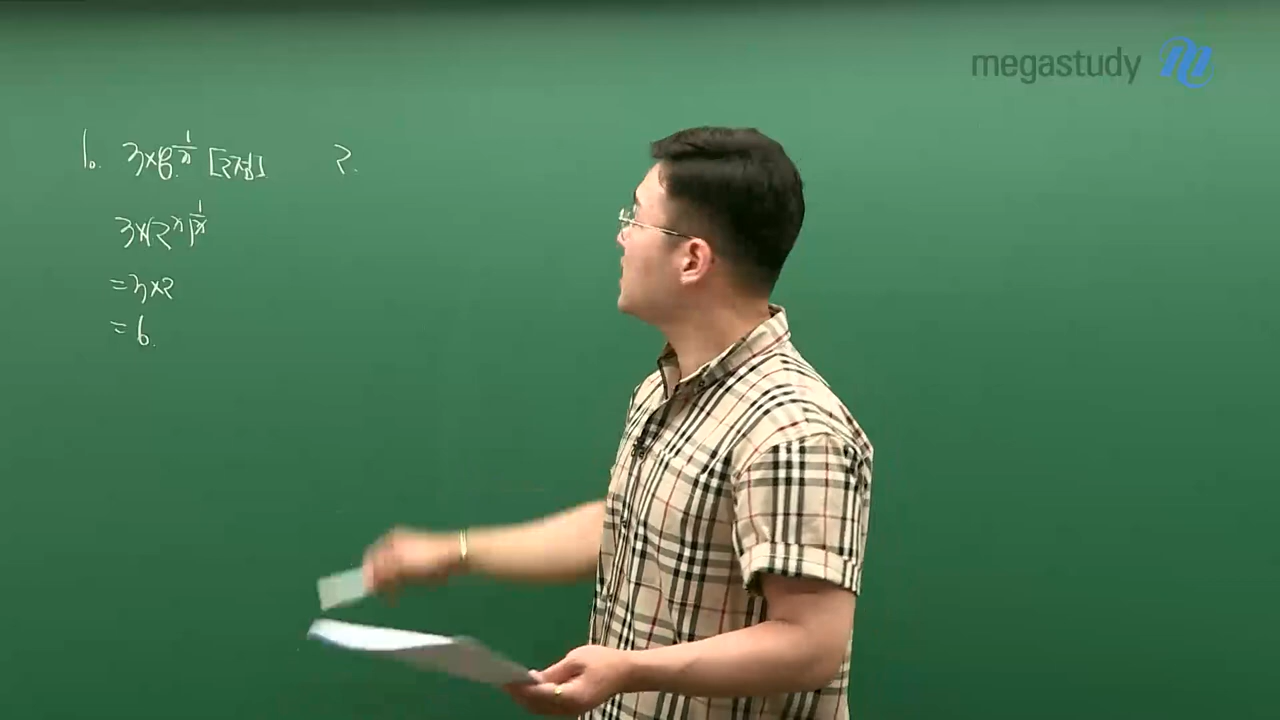 megastudy
1. 3×8^{1/3} [2점]
2.
3×(2^3)^{1/3}
=3×2
=6.